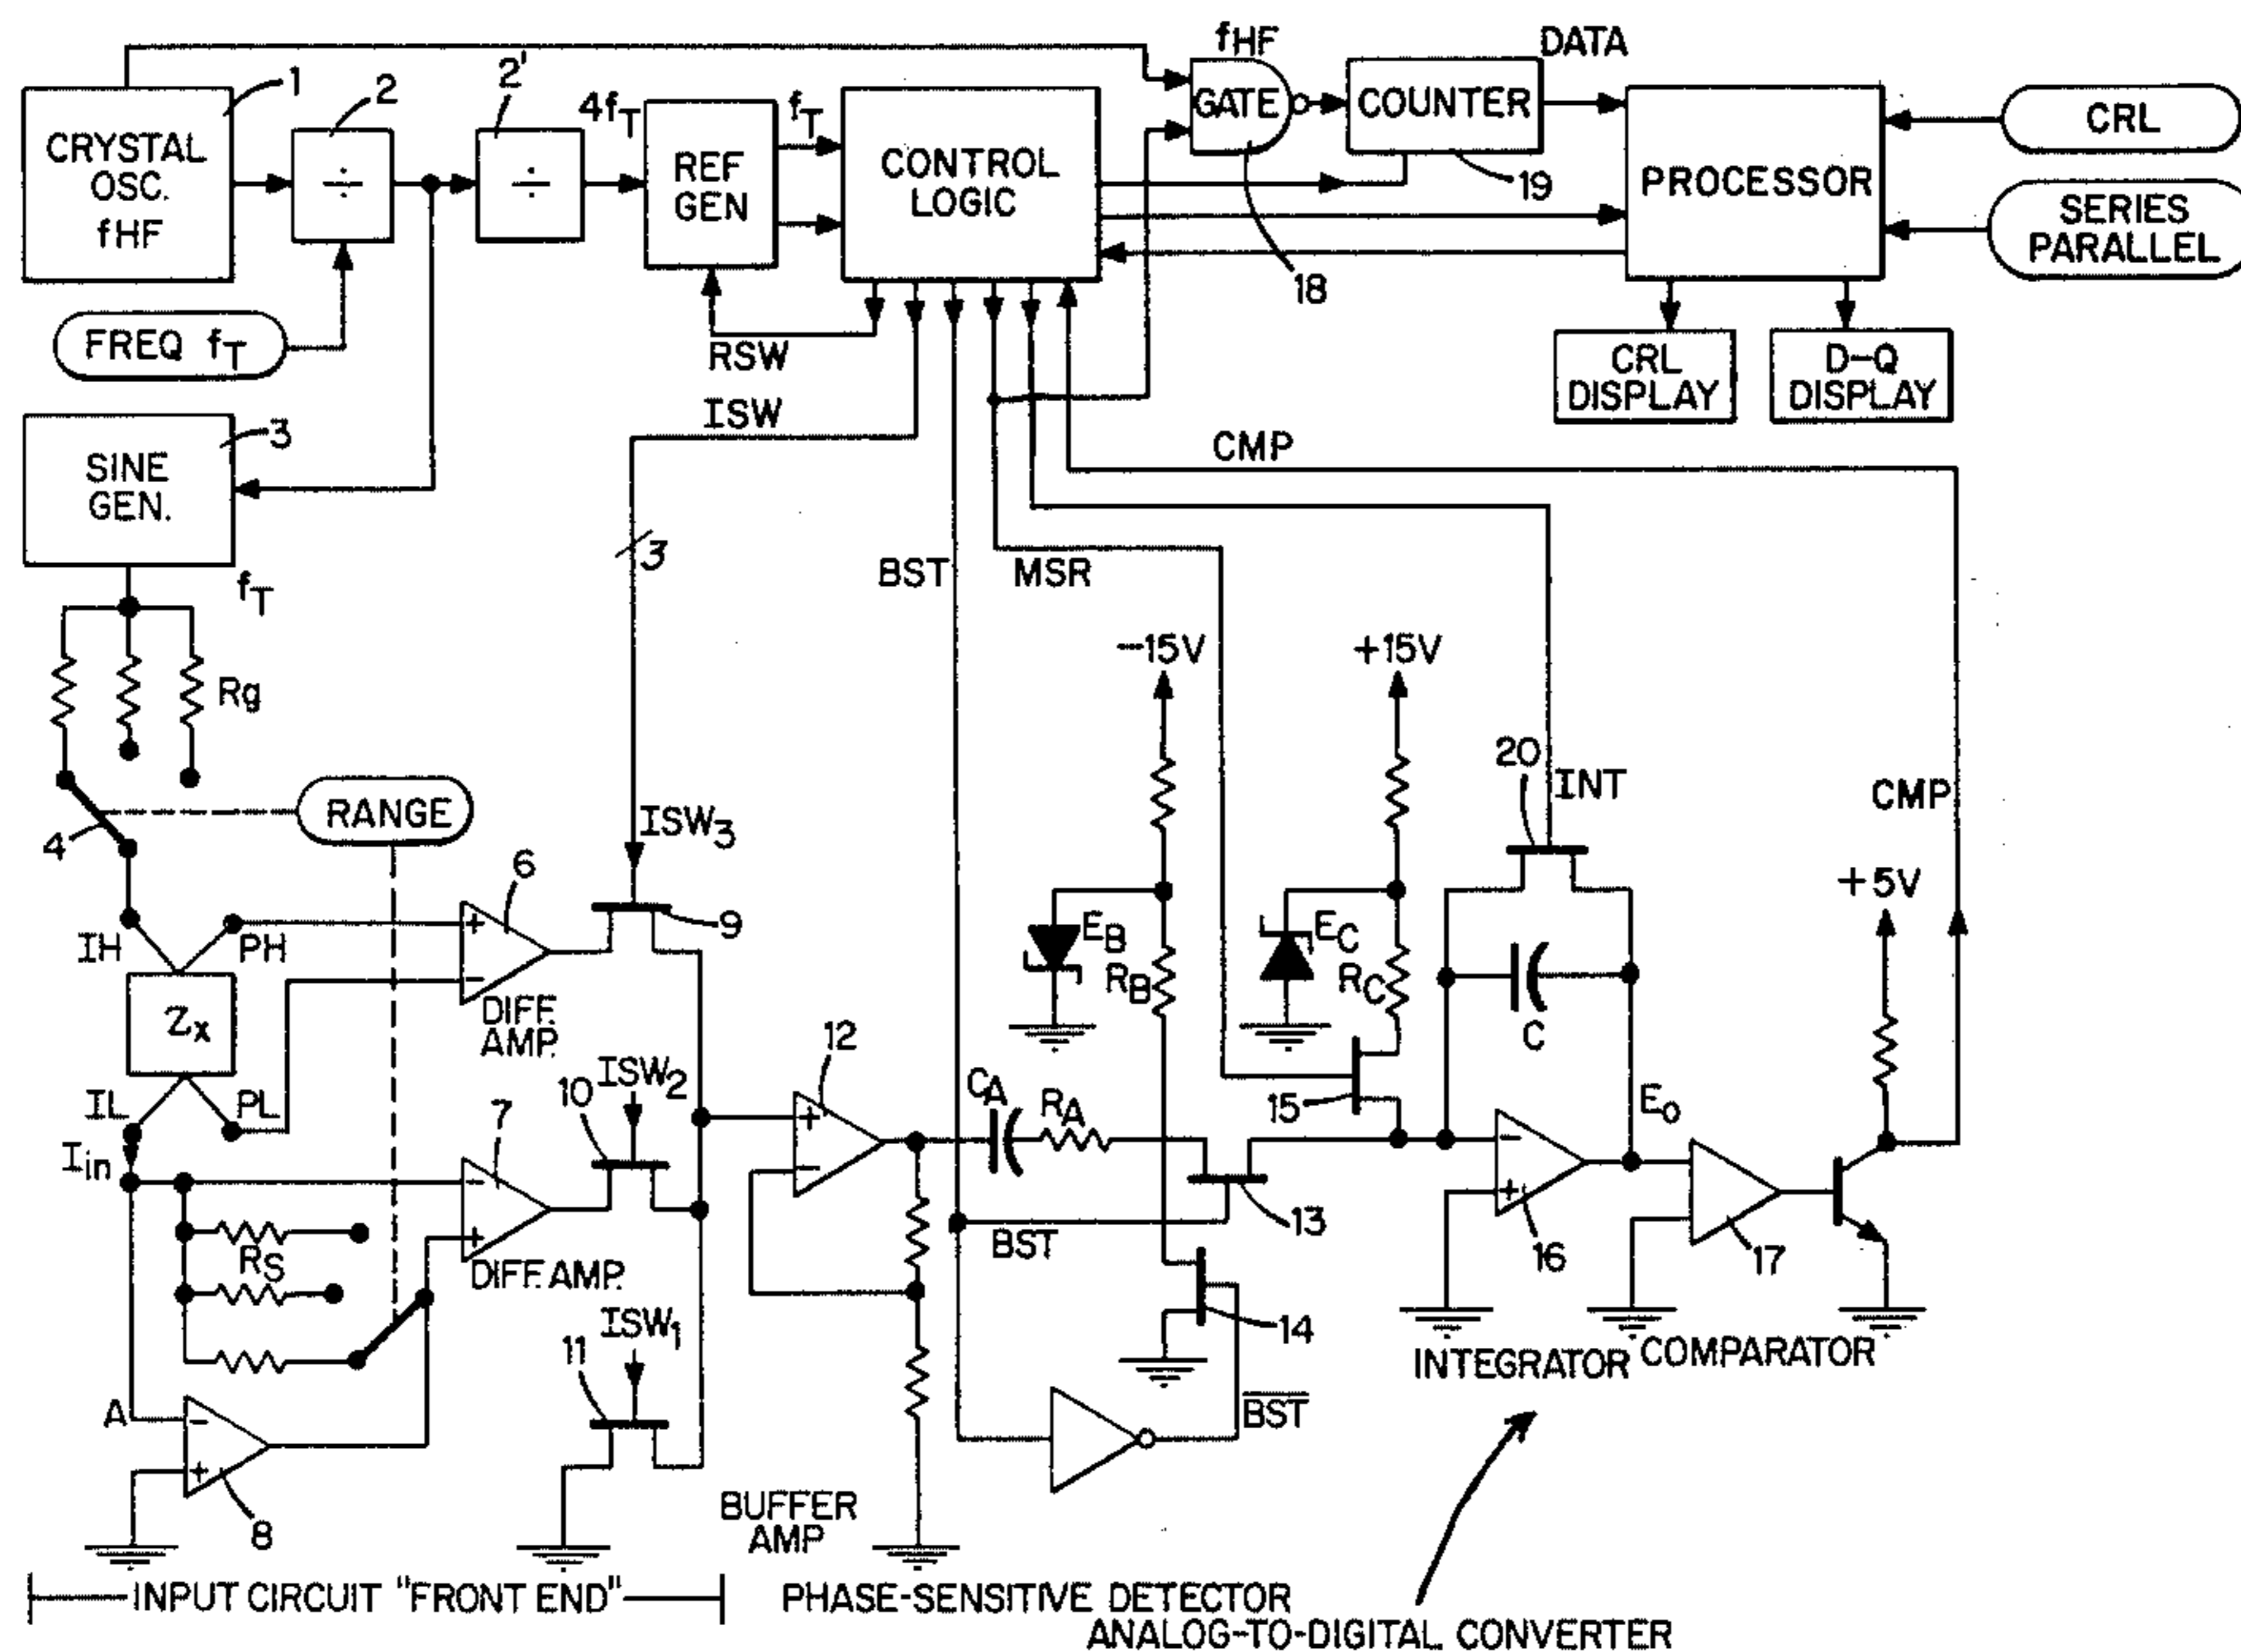 fHF
DATA
1
2
2'
4fT
fT
CRYSTAL
OSC.
fHF
÷
÷
REF
GEN
CONTROL
LOGIC
GATE
COUNTER
PROCESSOR
CRL
SERIES
PARALLEL
19
18
FREQ fT
RSW
CRL
DISPLAY
D-Q
DISPLAY
ISW
CMP
3
SINE
GEN.
3
BST
MSR
fT
-15V
+15V
Rg
20
INT
CMP
RANGE
4
ISW3
+5V
6
9
IH
PH
+
-
EB
RB
EC
RC
C
Zx
DIFF.
AMP.
12
10
ISW2
CA
RA
15
EO
IL
PL
Iin
7
+
-
-
+
-
+
13
RS
BST
16
17
DIFF. AMP.
14
ISW1
11
INTEGRATOR
COMPARATOR
A
-
+
8
BST
BUFFER
AMP
INPUT CIRCUIT "FRONT END"
PHASE-SENSITIVE DETECTOR
ANALOG-TO-DIGITAL CONVERTER